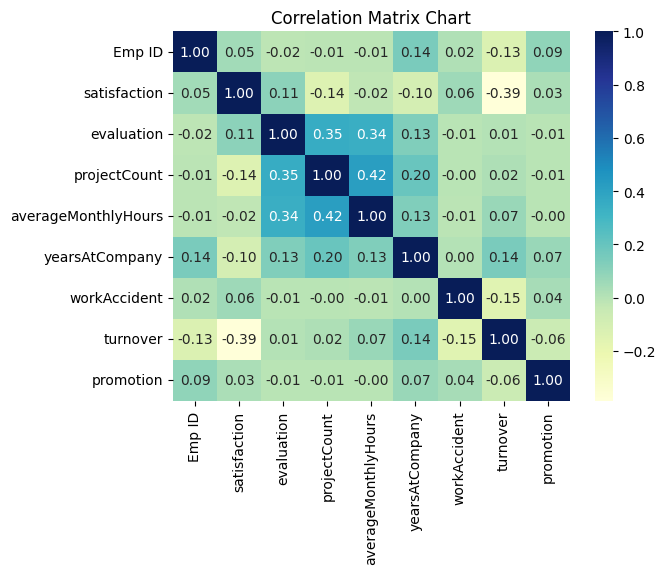 Correlation Matrix Chart
Emp ID 1.00 0.05 -0.02 -0.01 -0.01 0.14 0.02 -0.13 0.09
satisfaction 0.05 1.00 0.11 -0.14 -0.02 -0.10 0.06 -0.39 0.03
evaluation -0.02 0.11 1.00 0.35 0.34 0.13 -0.01 0.01 -0.01
projectCount -0.01 -0.14 0.35 1.00 0.42 0.20 -0.00 0.02 -0.01
averageMonthlyHours -0.01 -0.02 0.34 0.42 1.00 0.13 -0.01 0.07 -0.00
yearsAtCompany 0.14 -0.10 0.13 0.20 0.13 1.00 0.00 0.14 0.07
workAccident 0.02 0.06 -0.01 -0.00 -0.01 0.00 1.00 -0.15 0.04
turnover -0.13 -0.39 0.01 0.02 0.07 0.14 -0.15 1.00 -0.06
promotion 0.09 0.03 -0.01 -0.01 -0.00 0.07 0.04 -0.06 1.00
Emp ID
satisfaction
evaluation
projectCount
averageMonthlyHours
yearsAtCompany
workAccident
turnover
promotion
1.0
0.8
0.6
0.4
0.2
0.0
−0.2